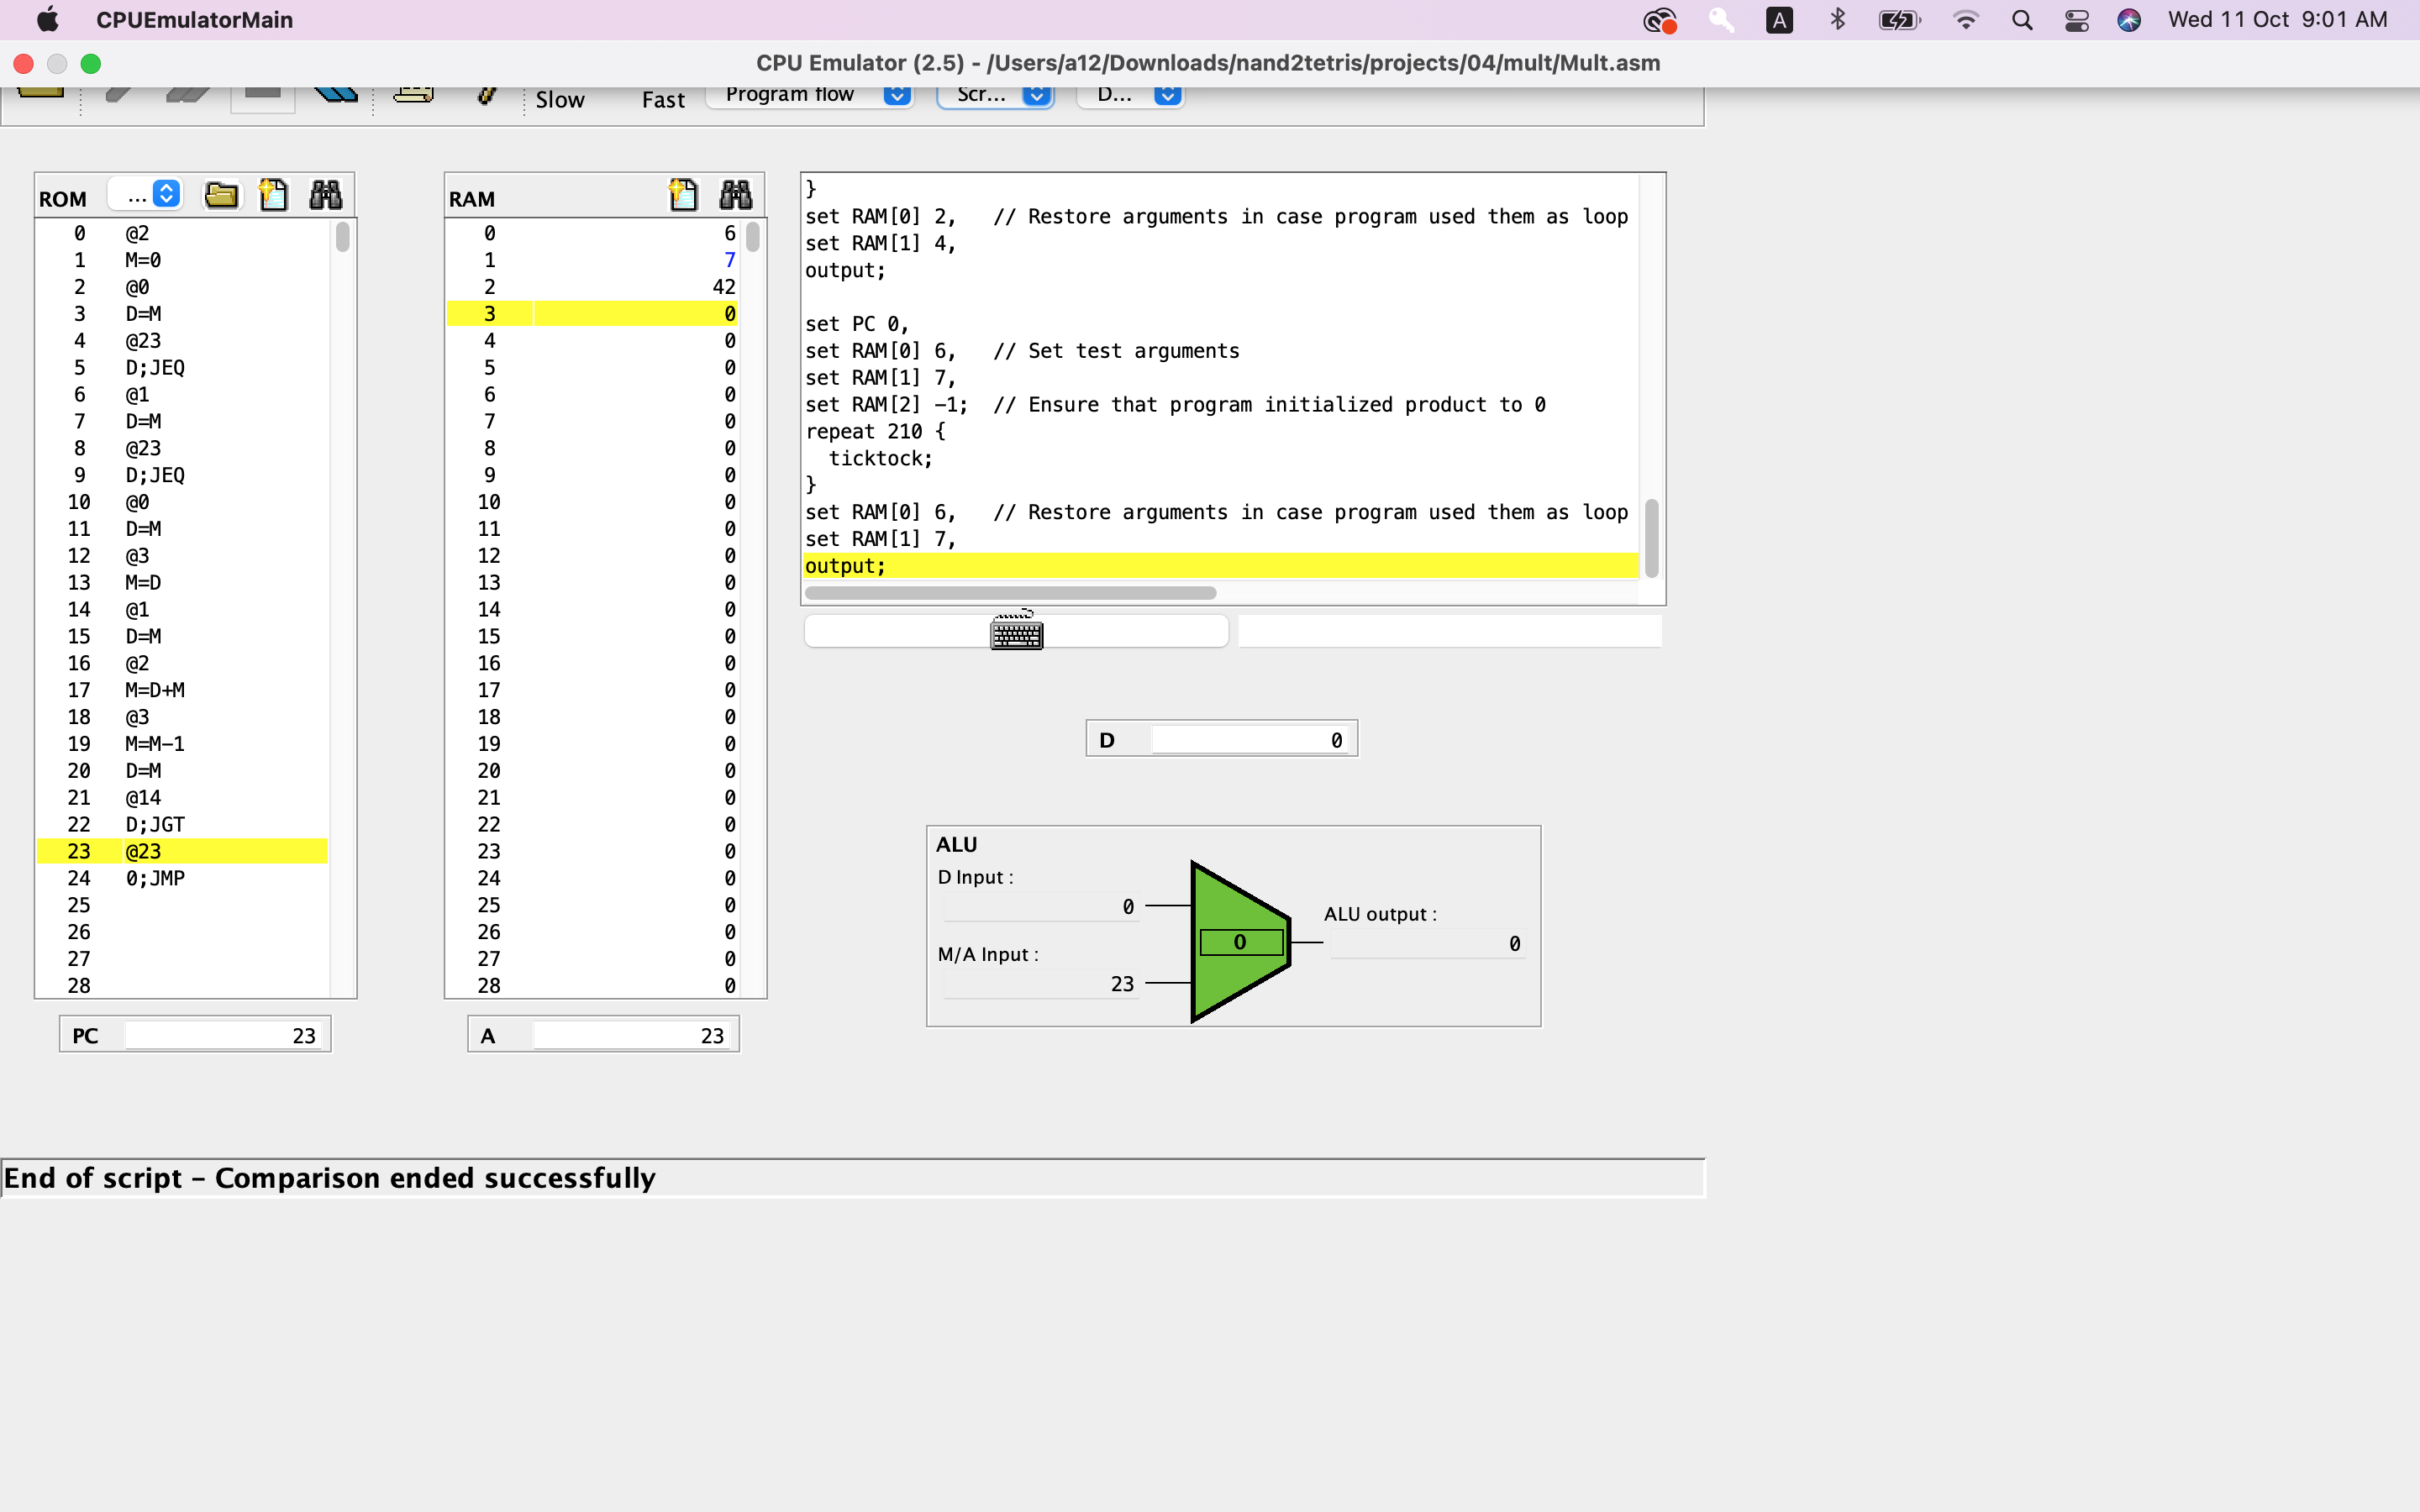 CPUEmulatorMain
A
Wed 11 Oct 9:01 AM
CPU Emulator (2.5) - /Users/a12/Downloads/nand2tetris/projects/04/mult/Mult.asm
Slow Fast Program flow Scr... D...
ROM ...
0 @2
1 M=0
2 @0
3 D=M
4 @23
5 D;JEQ
6 @1
7 D=M
8 @23
9 D;JEQ
10 @0
11 D=M
12 @3
13 M=D
14 @1
15 D=M
16 @2
17 M=D+M
18 @3
19 M=M-1
20 D=M
21 @14
22 D;JGT
23 @23
24 0;JMP
25
26
27
28
PC 23
RAM
0 6
1 7
2 42
3 0
4 0
5 0
6 0
7 0
8 0
9 0
10 0
11 0
12 0
13 0
14 0
15 0
16 0
17 0
18 0
19 0
20 0
21 0
22 0
23 0
24 0
25 0
26 0
27 0
28 0
A 23
}
set RAM[0] 2,   // Restore arguments in case program used them as loop
set RAM[1] 4,
output;
set PC 0,
set RAM[0] 6,   // Set test arguments
set RAM[1] 7,
set RAM[2] -1;  // Ensure that program initialized product to 0
repeat 210 {
ticktock;
}
set RAM[0] 6,   // Restore arguments in case program used them as loop
set RAM[1] 7,
output;
D 0
ALU
D Input :
0
M/A Input :
23
0
ALU output :
0
End of script - Comparison ended successfully